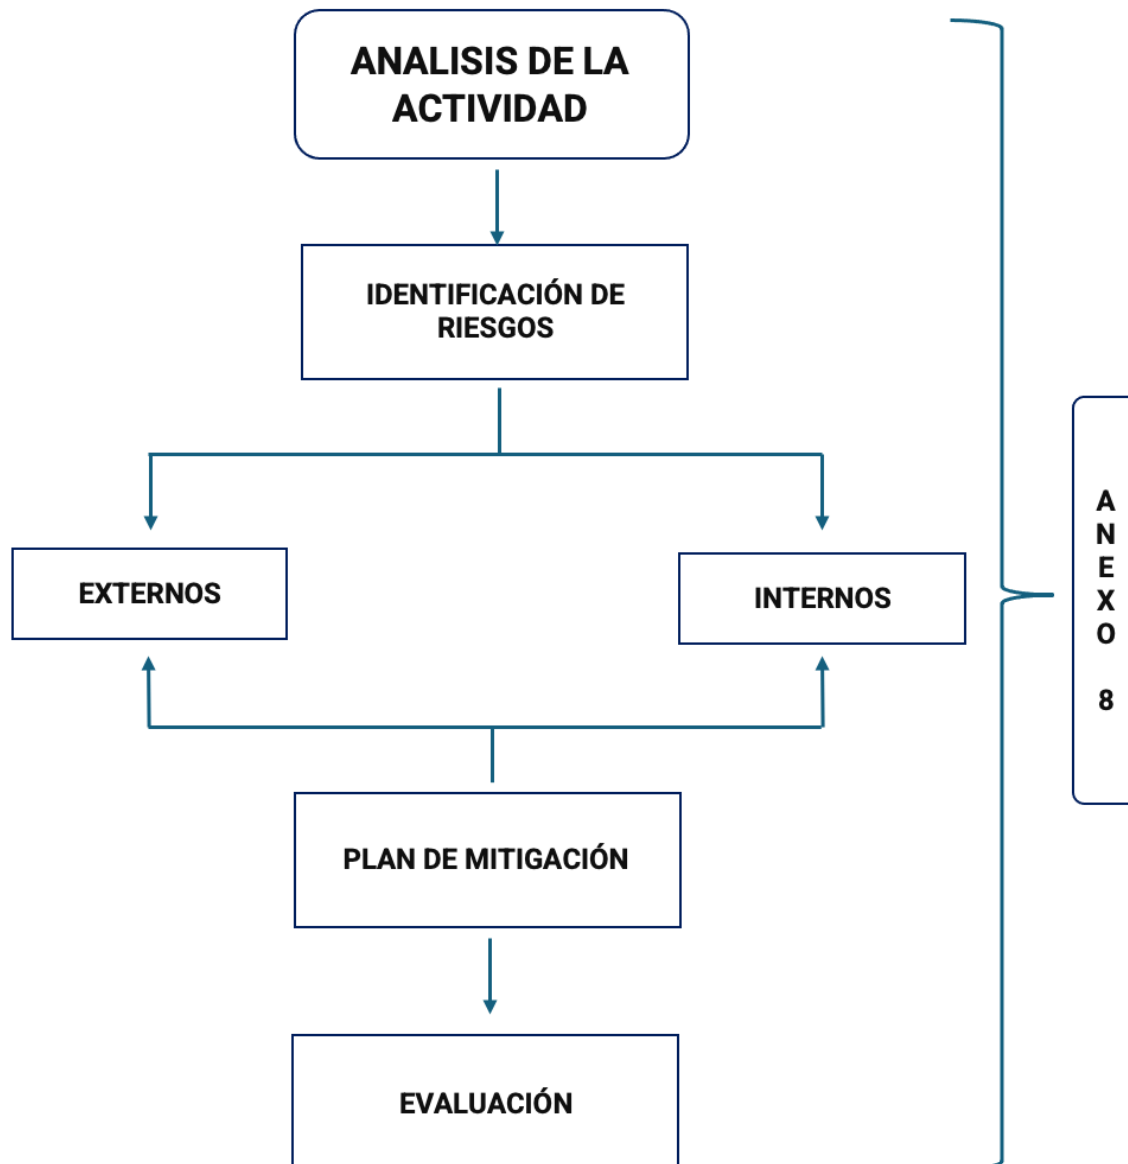 ANALISIS DE LA
ACTIVIDAD
IDENTIFICACIÓN DE
RIESGOS
EXTERNOS
INTERNOS
PLAN DE MITIGACIÓN
EVALUACIÓN
A
N
E
X
O
8